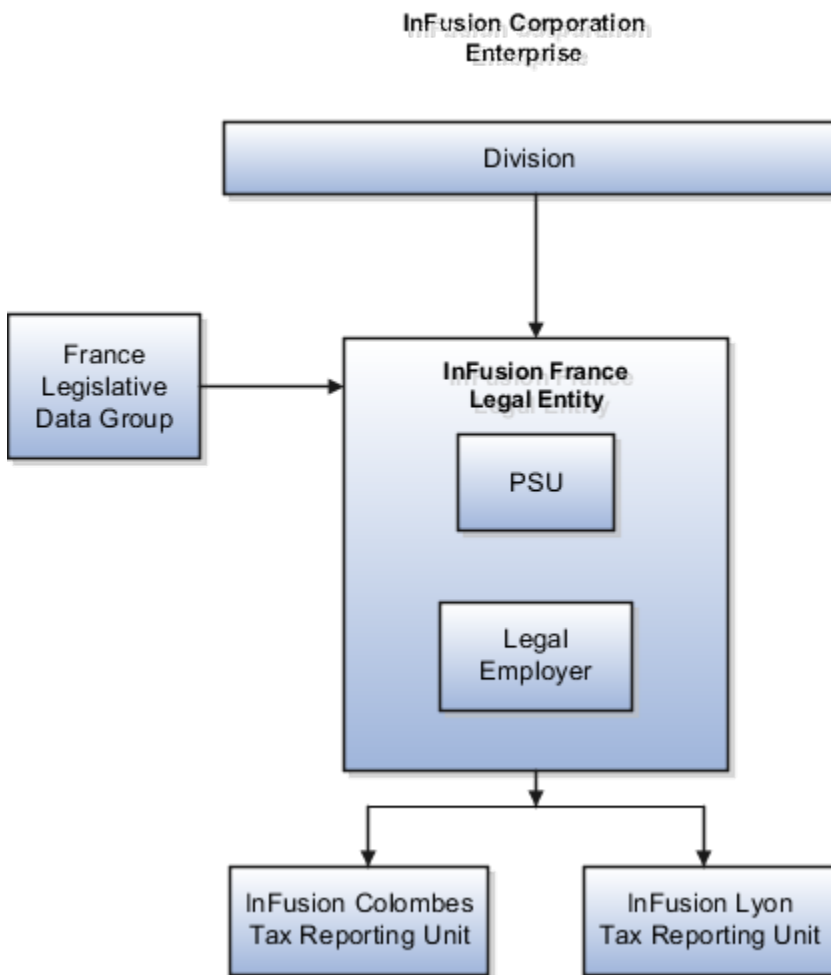 InFusion Corporation
Enterprise
Division
France
Legislative
Data Group
InFusion France
Legal Entity
PSU
Legal
Employer
InFusion Colombes
Tax Reporting Unit
InFusion Lyon
Tax Reporting Unit